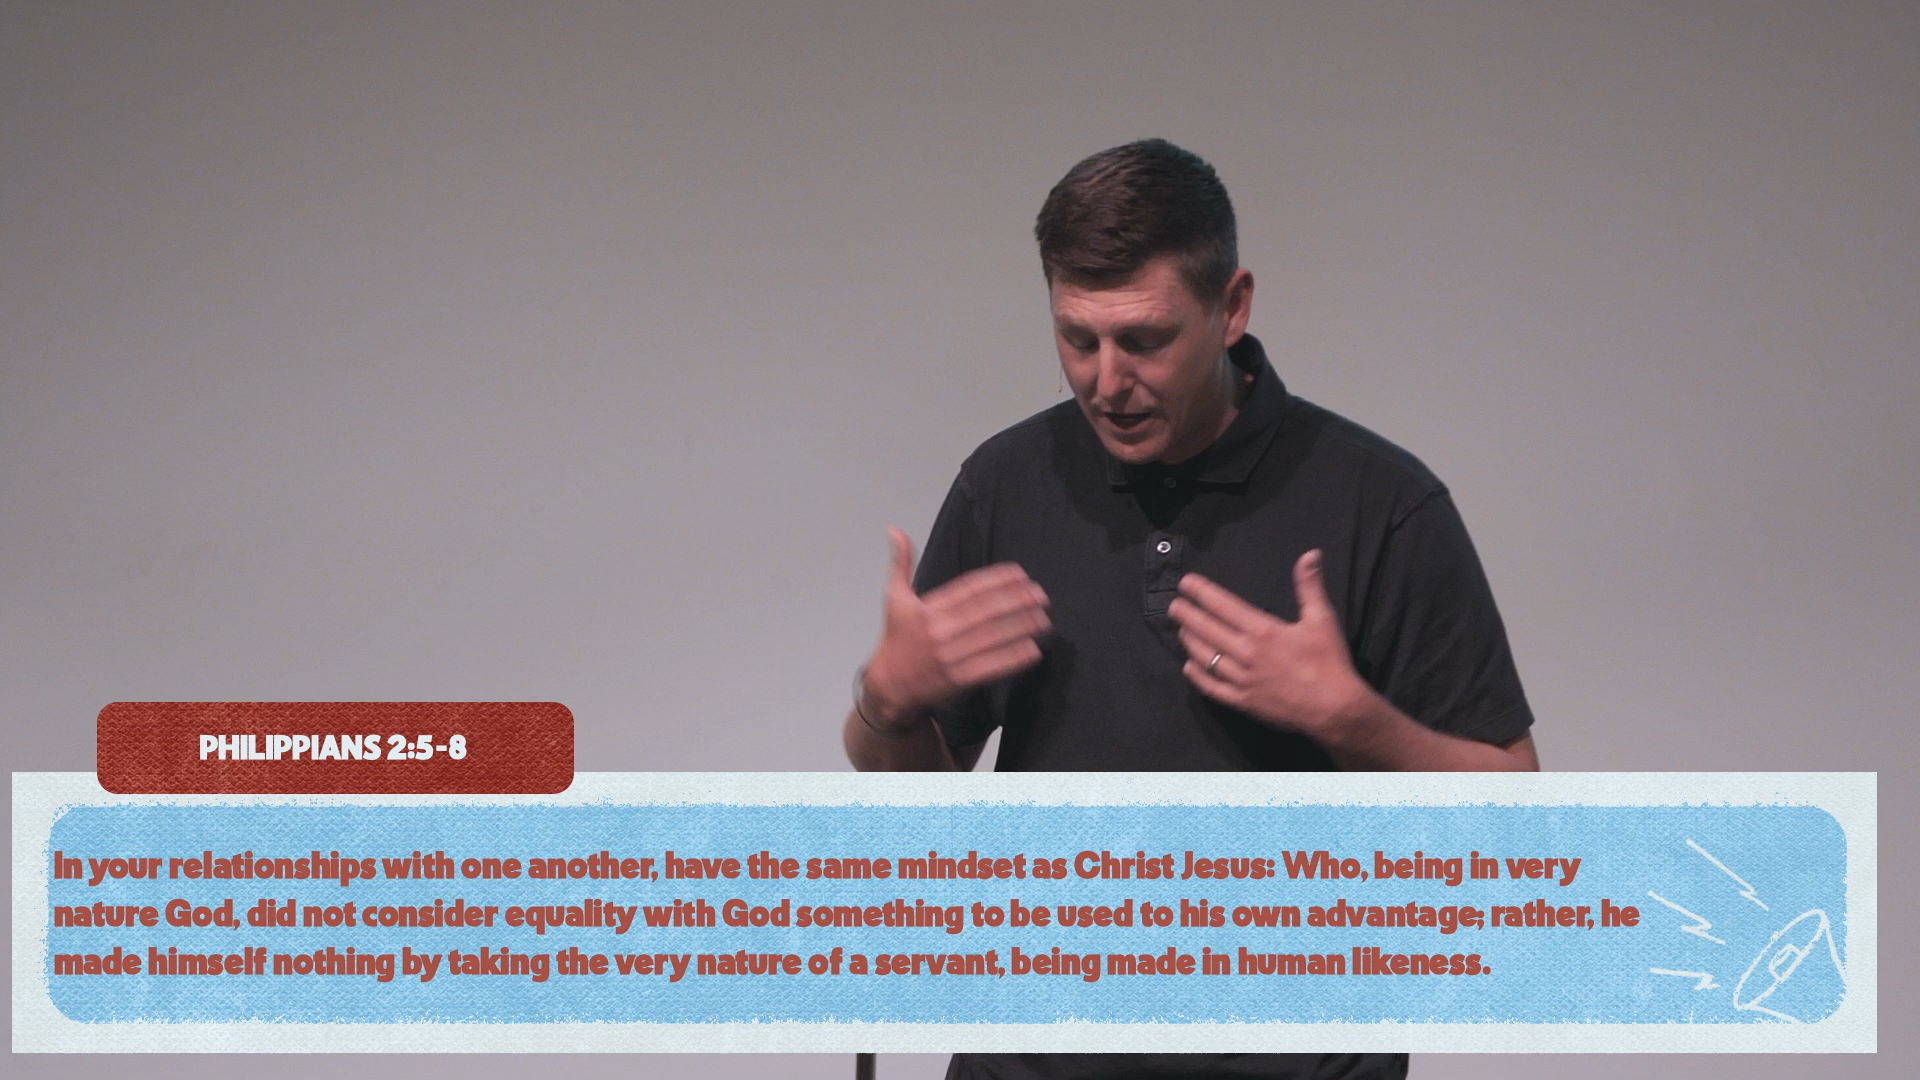 PHILIPPIANS 2:5-8
In your relationships with one another, have the same mindset as Christ Jesus: Who, being in very
nature God, did not consider equality with God something to be used to his own advantage; rather, he
made himself nothing by taking the very nature of a servant, being made in human likeness.